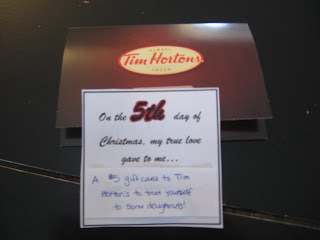 ALWAYS
Tim Hortons
FRESH
On the 5th day of
Christmas, my true love
gave to me...
A $5 gift card to Tim
Horton's to treat yourself
to some doughnuts!